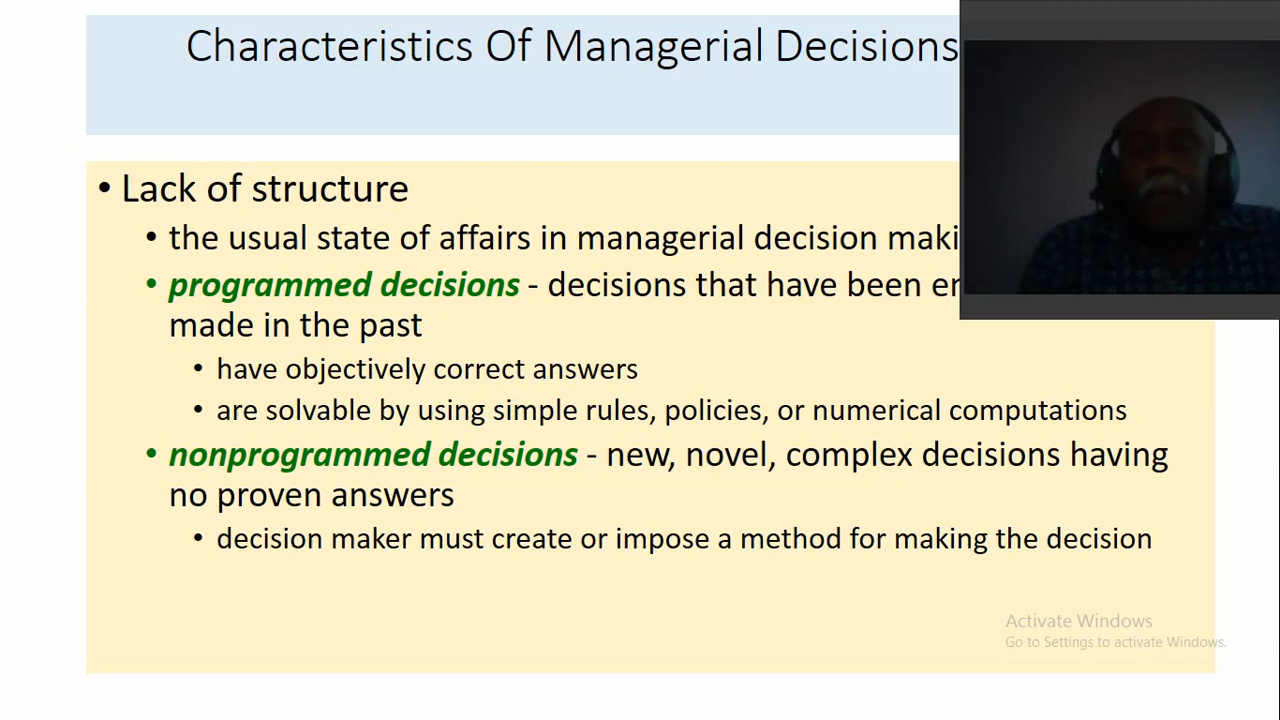 Characteristics Of Managerial Decisions
• Lack of structure
• the usual state of affairs in managerial decision
• programmed decisions - decisions that have been
made in the past
• have objectively correct answers
• are solvable by using simple rules, policies, or numerical computations
• nonprogrammed decisions - new, novel, complex decisions having
no proven answers
• decision maker must create or impose a method for making the decision
Activate Windows
Go to Settings to activate Windows.